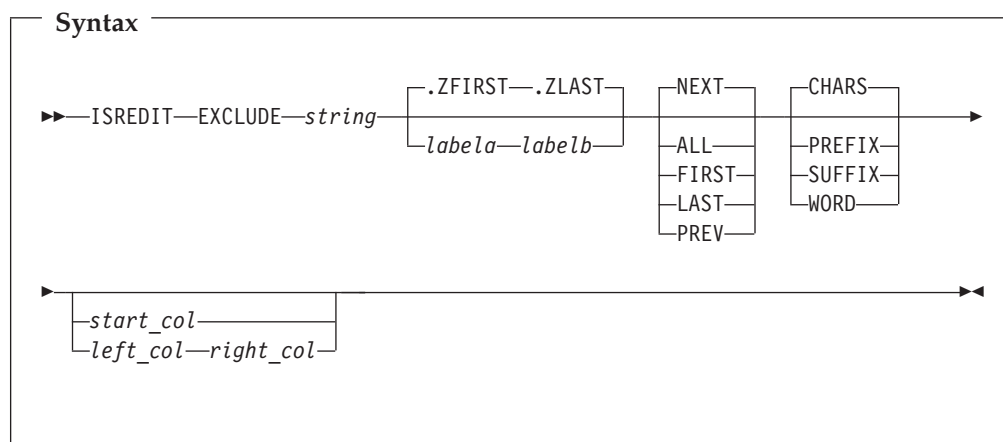 Syntax
.ZFIRST .ZLAST NEXT CHARS
ISREDIT EXCLUDE string
labela labelb ALL PREFIX
FIRST SUFFIX
LAST WORD
PREV
start_col
left_col right_col